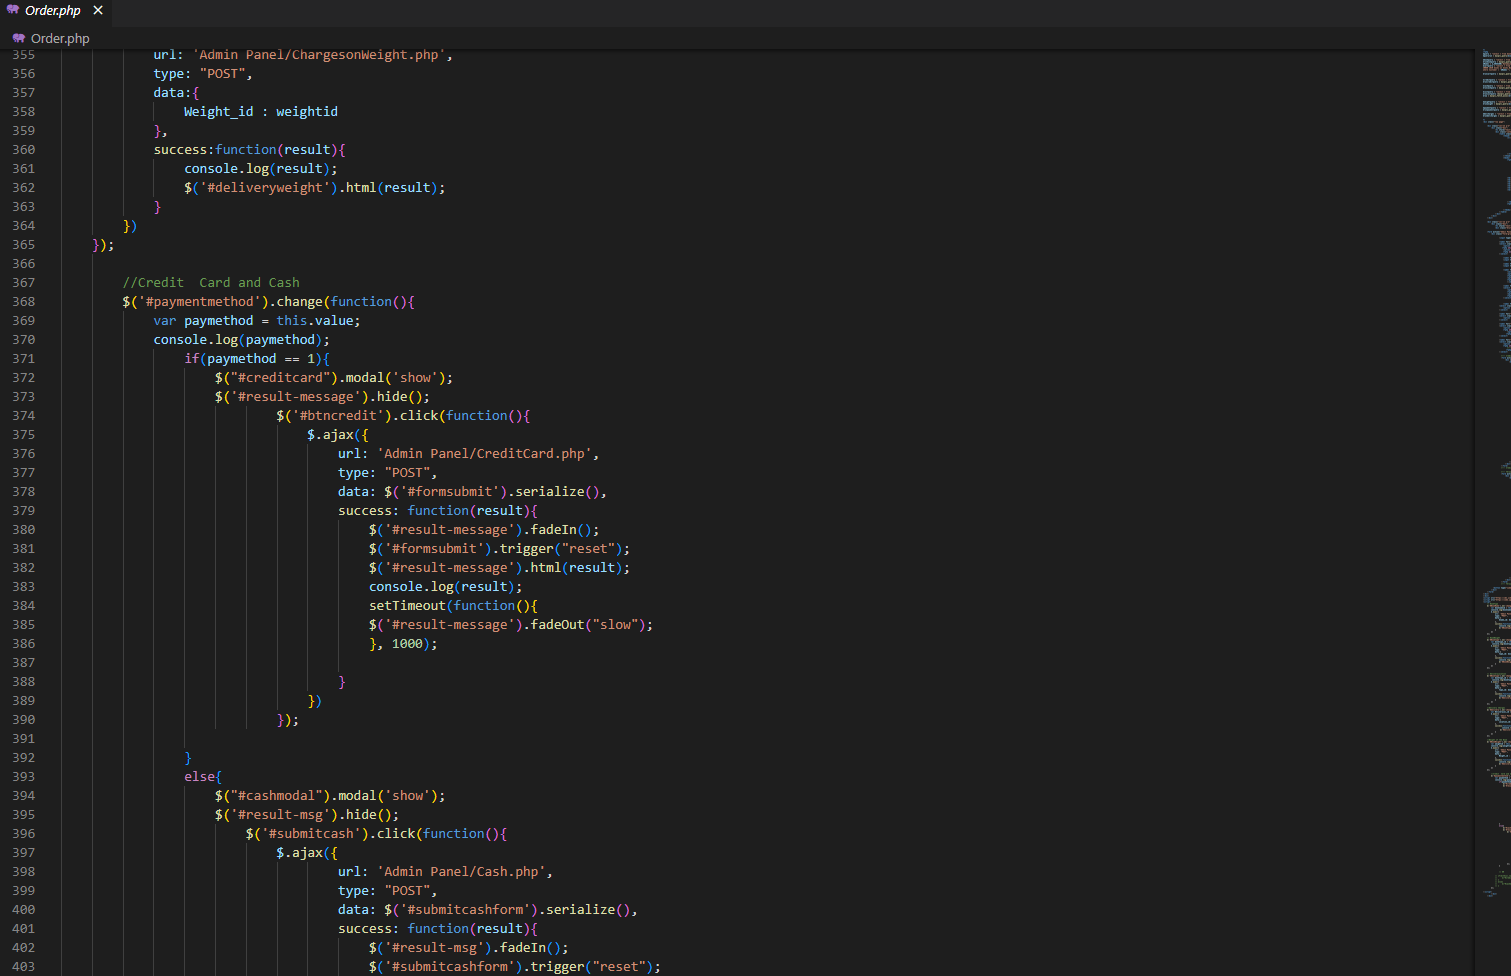 Order.php
Order.php
355 url: 'Admin Panel/ChargesonWeight.php',
356 type: "POST",
357 data:{
358 Weight_id : weightid
359 },
360 success:function(result){
361 console.log(result);
362 $('#deliveryweight').html(result);
363 }
364 })
365 });
366
367 //Credit  Card and Cash
368 $('#paymentmethod').change(function(){
369 var paymethod = this.value;
370 console.log(paymethod);
371 if(paymethod == 1){
372 $("#creditcard").modal('show');
373 $('#result-message').hide();
374 $('#btncredit').click(function(){
375 $.ajax({
376 url: 'Admin Panel/CreditCard.php',
377 type: "POST",
378 data: $('#formsubmit').serialize(),
379 success: function(result){
380 $('#result-message').fadeIn();
381 $('#formsubmit').trigger("reset");
382 $('#result-message').html(result);
383 console.log(result);
384 setTimeout(function(){
385 $('#result-message').fadeOut("slow");
386 }, 1000);
387
388 }
389 })
390 });
391
392 }
393 else{
394 $("#cashmodal").modal('show');
395 $('#result-msg').hide();
396 $('#submitcash').click(function(){
397 $.ajax({
398 url: 'Admin Panel/Cash.php',
399 type: "POST",
400 data: $('#submitcashform').serialize(),
401 success: function(result){
402 $('#result-msg').fadeIn();
403 $('#submitcashform').trigger("reset");